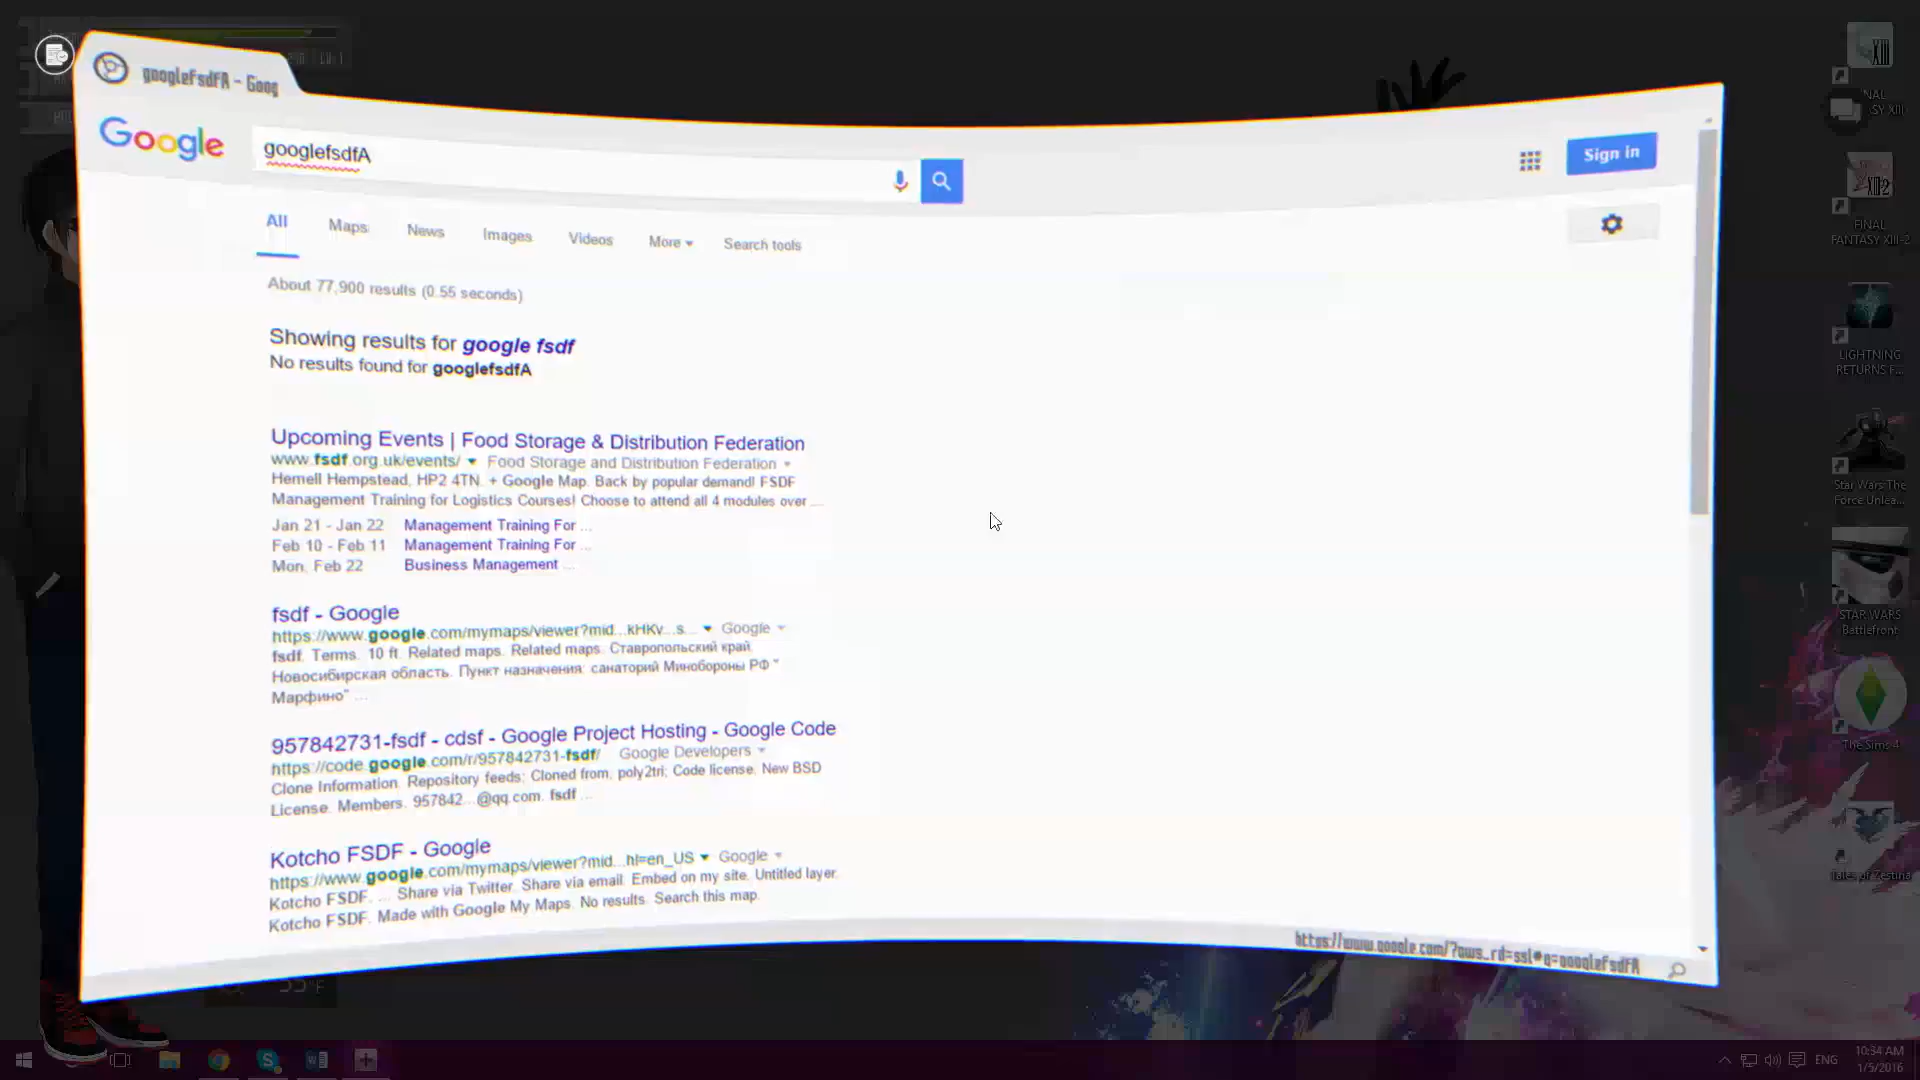 googlefsdfA - Goog
Google
googlefsdfA
Sign in
All Maps News Images Videos More Search tools
About 77,900 results (0.55 seconds)
Showing results for google fsdf
No results found for googlefsdfA
Upcoming Events | Food Storage & Distribution Federation
www.fsdf.org.uk/events/ Food Storage and Distribution Federation
Hemell Hempstead, HP2 4TN. + Google Map. Back by popular demand! FSDF
Management Training for Logistics Courses! Choose to attend all 4 modules over ...
Jan 21 - Jan 22 Management Training For ...
Feb 10 - Feb 11 Management Training For ...
Mon, Feb 22 Business Management ...
fsdf - Google
https://www.google.com/mymaps/viewer?mid...kHKv...s... Google
fsdf. Terms. 10 ft. Related maps. Related maps. Ставропольский край.
Новосибирская область. Пункт назначения: санаторий Минобороны РФ "
Марфино" ...
957842731-fsdf - cdsf - Google Project Hosting - Google Code
https://code.google.com/r/957842731-fsdf/ Google Developers
Clone Information. Repository feeds; Cloned from, poly2tri; Code license. New BSD
License. Members. 957842...@qq.com. fsdf ...
Kotcho FSDF - Google
https://www.google.com/mymaps/viewer?mid...hl=en_US Google
Kotcho FSDF. ... Share via Twitter. Share via email. Embed on my site. Untitled layer.
Kotcho FSDF. Made with Google My Maps. No results. Search this map.
https://www.google.com/?gws_rd=ssl#q=googlefsdfA
XIII
FINAL
FANTASY XIII
XIII-2
FINAL
FANTASY XIII-2
LIGHTNING
RETURNS F...
Star Wars The
Force Unlea...
STAR WARS
Battlefront
The Sims 4
Tales of Zestiria
ENG
10:34 AM
1/5/2016